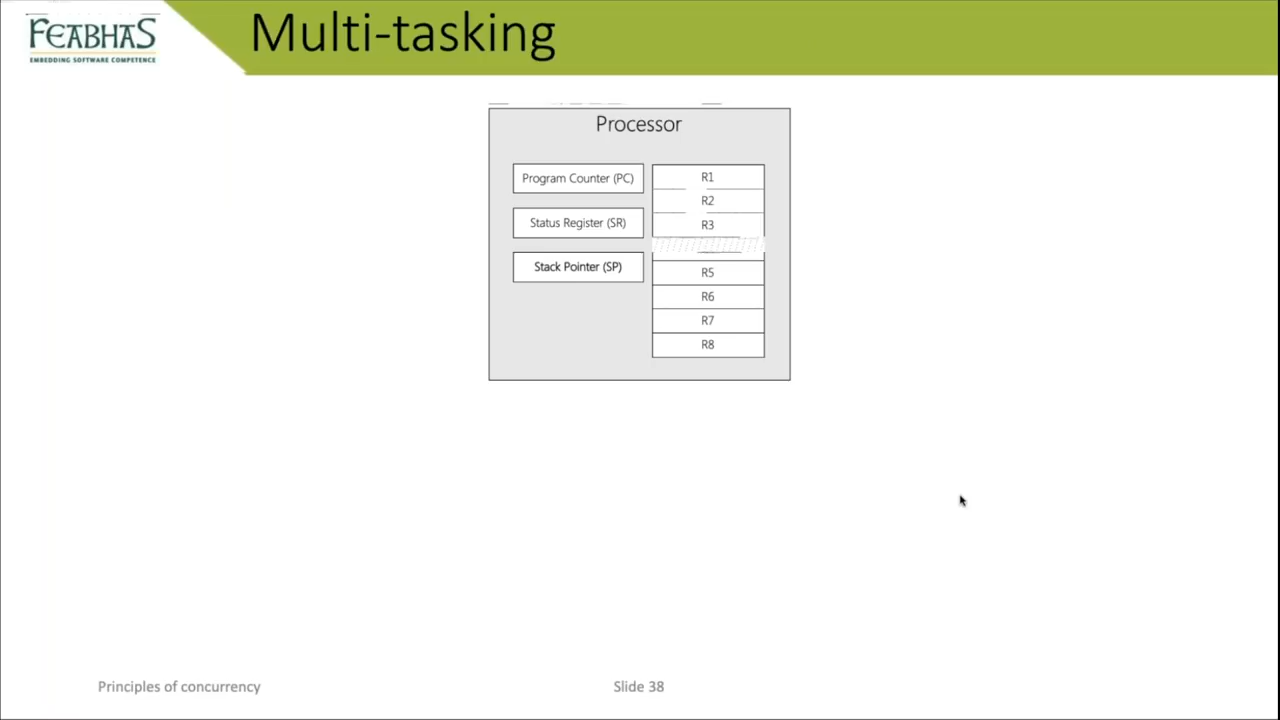 FEABHAS
EMBEDDING SOFTWARE COMPETENCE
Multi-tasking
Processor
Program Counter (PC)
Status Register (SR)
Stack Pointer (SP)
R1
R2
R3
R5
R6
R7
R8
Principles of concurrency
Slide 38